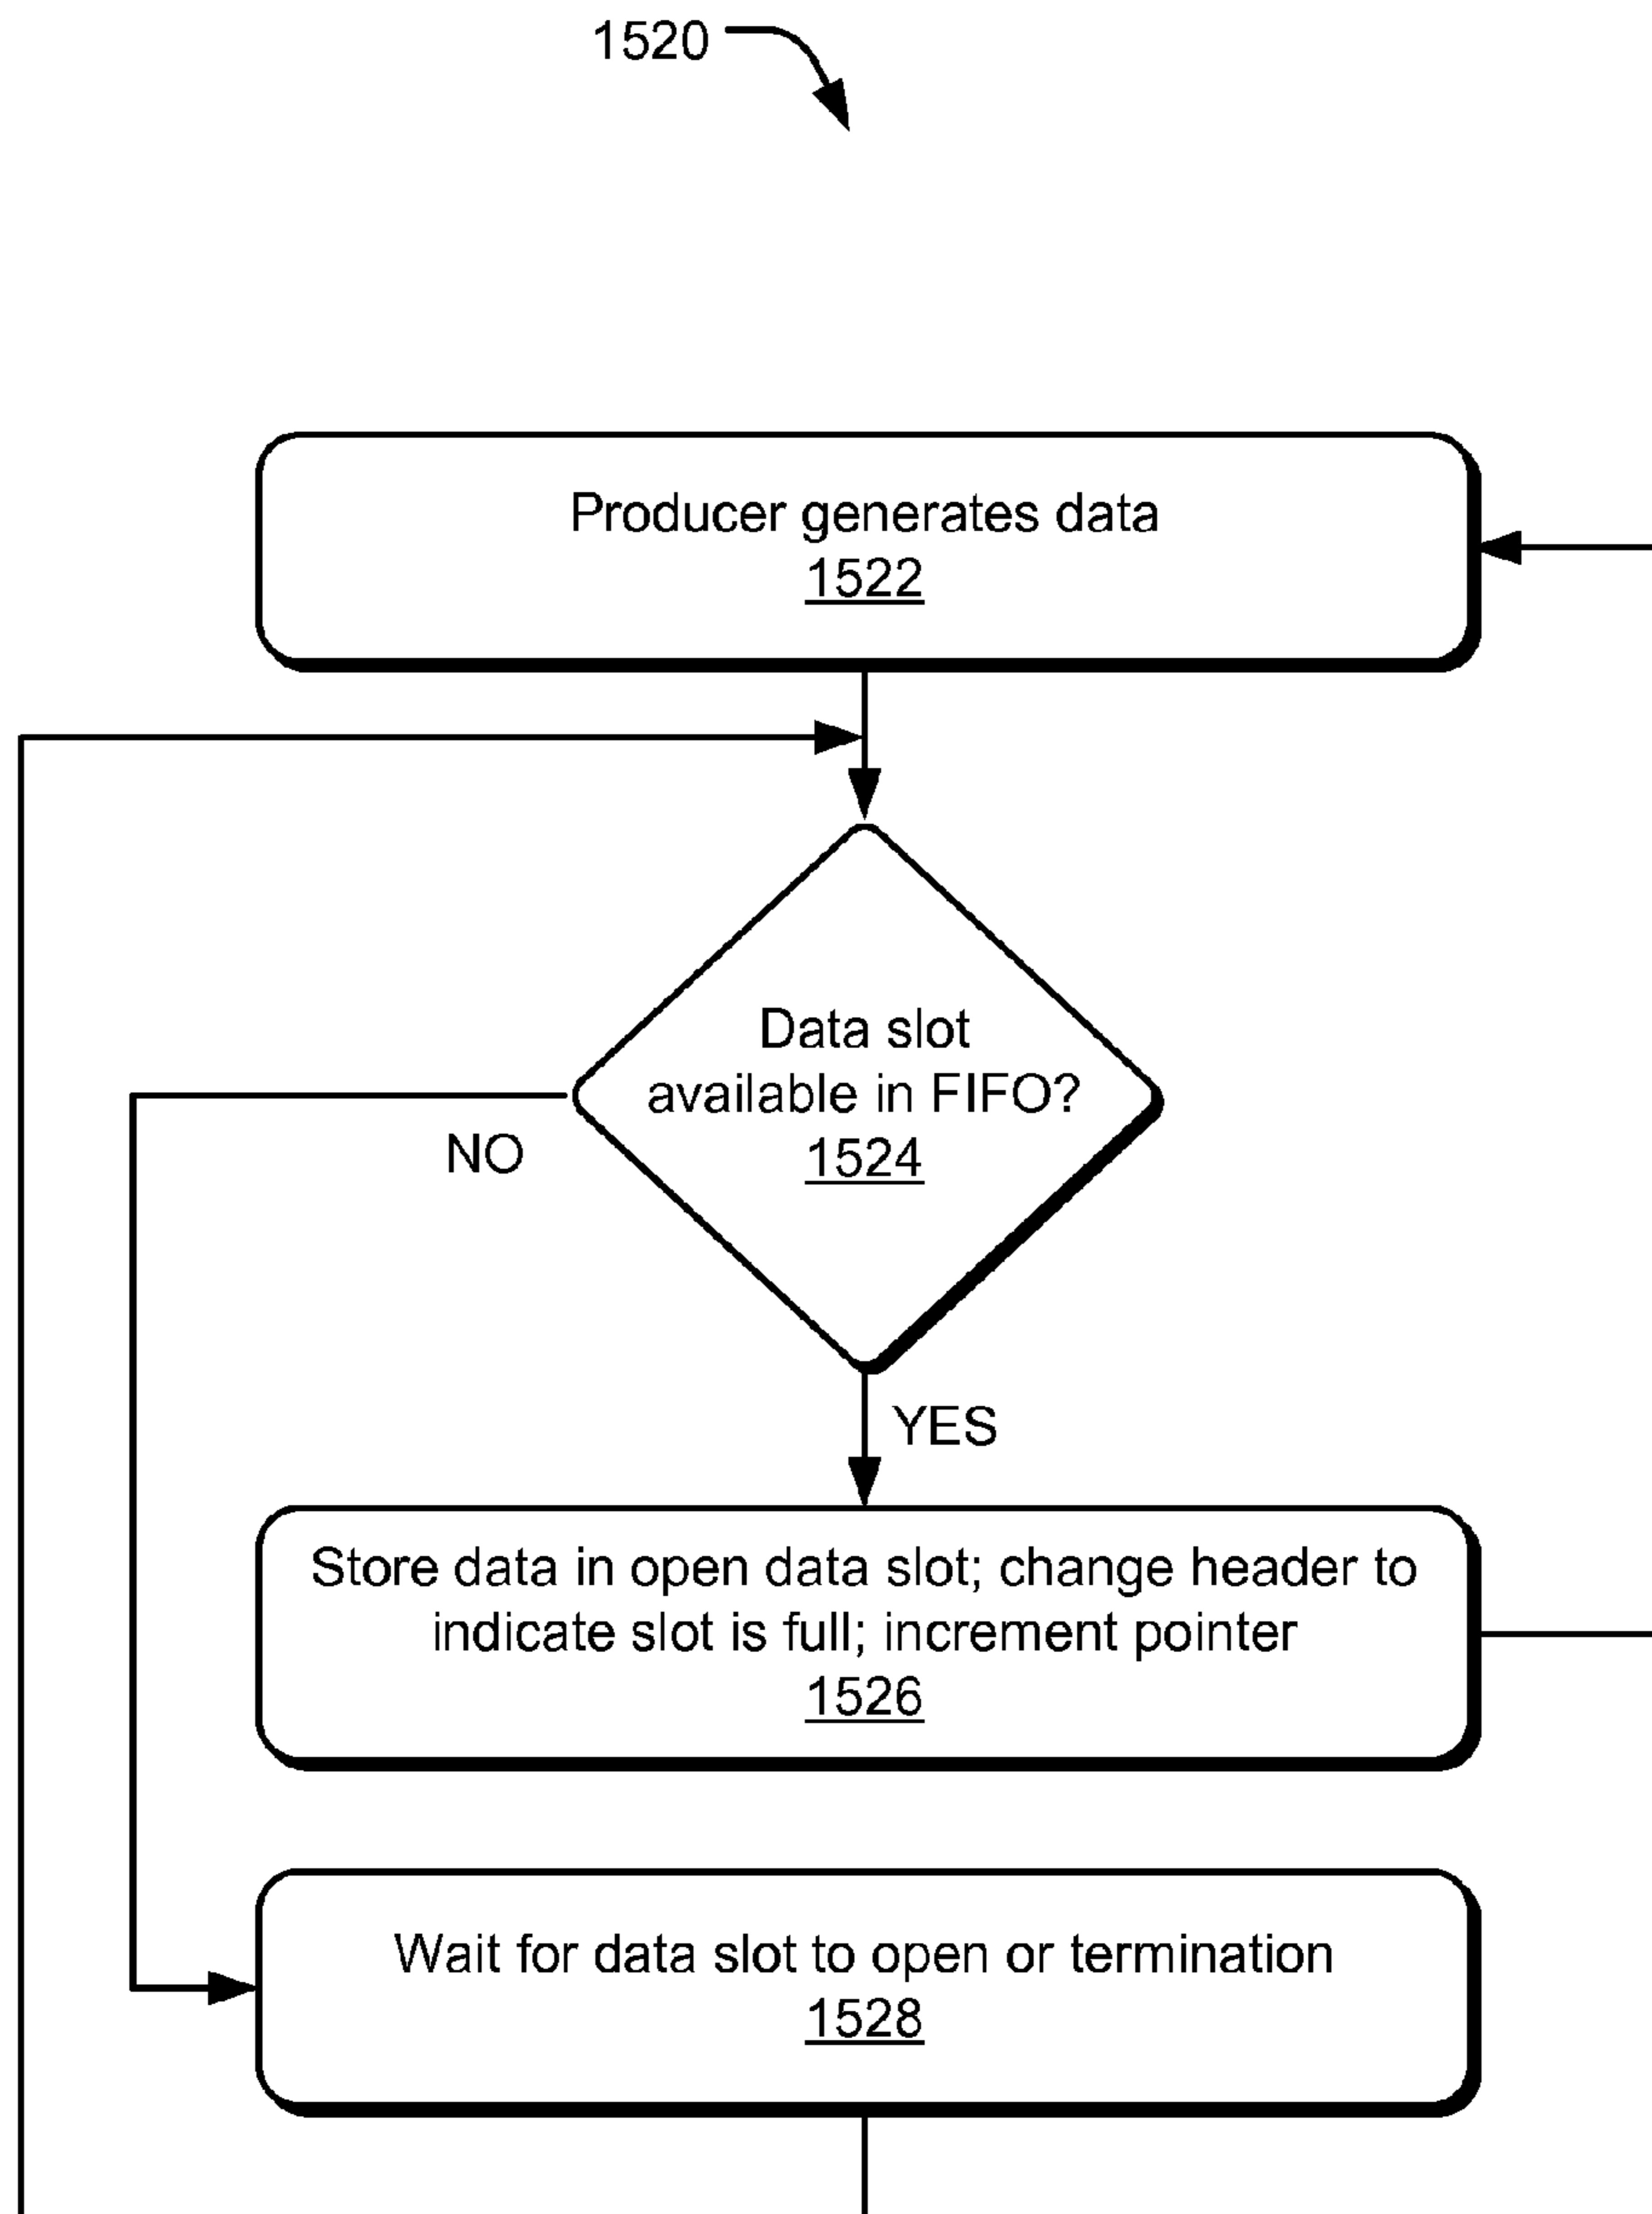 1520
Producer generates data
1522
Data slot
available in FIFO?
1524
NO
YES
Store data in open data slot; change header to
indicate slot is full; increment pointer
1526
Wait for data slot to open or termination
1528